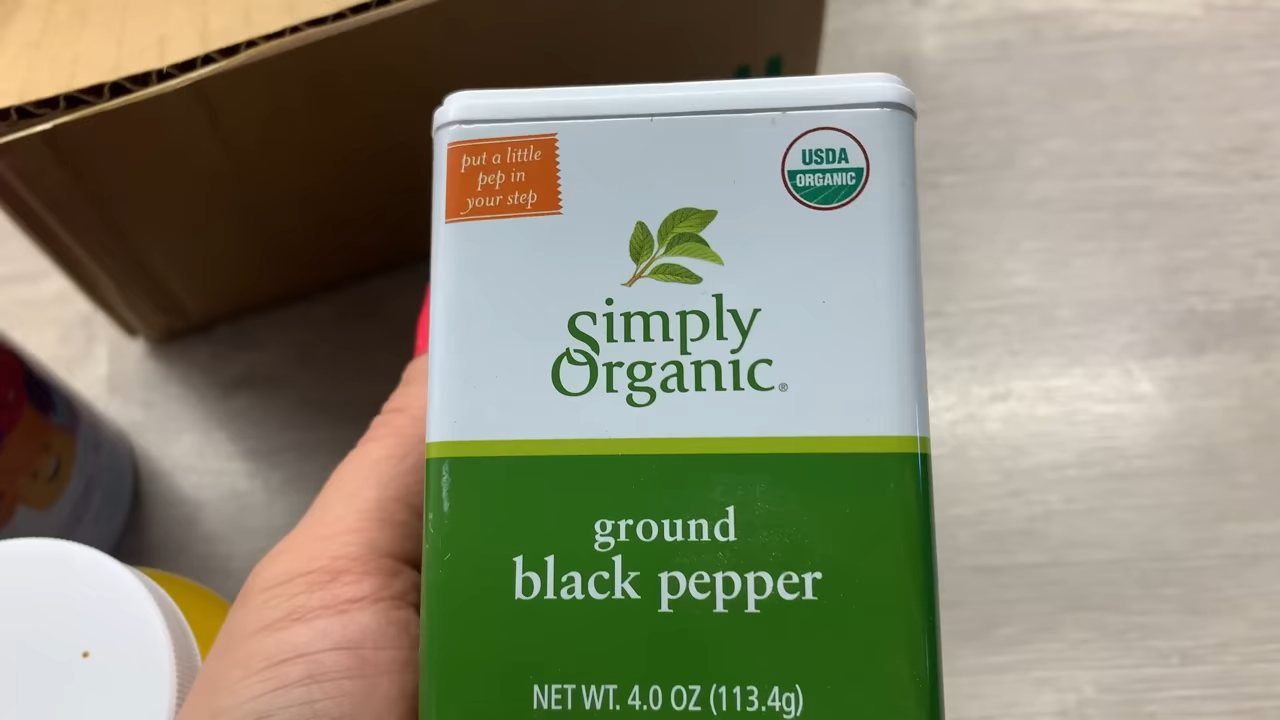 put a little
pep in
your step
USDA
ORGANIC
Simply
Organic®
ground
black pepper
NET WT. 4.0 OZ (113.4g)